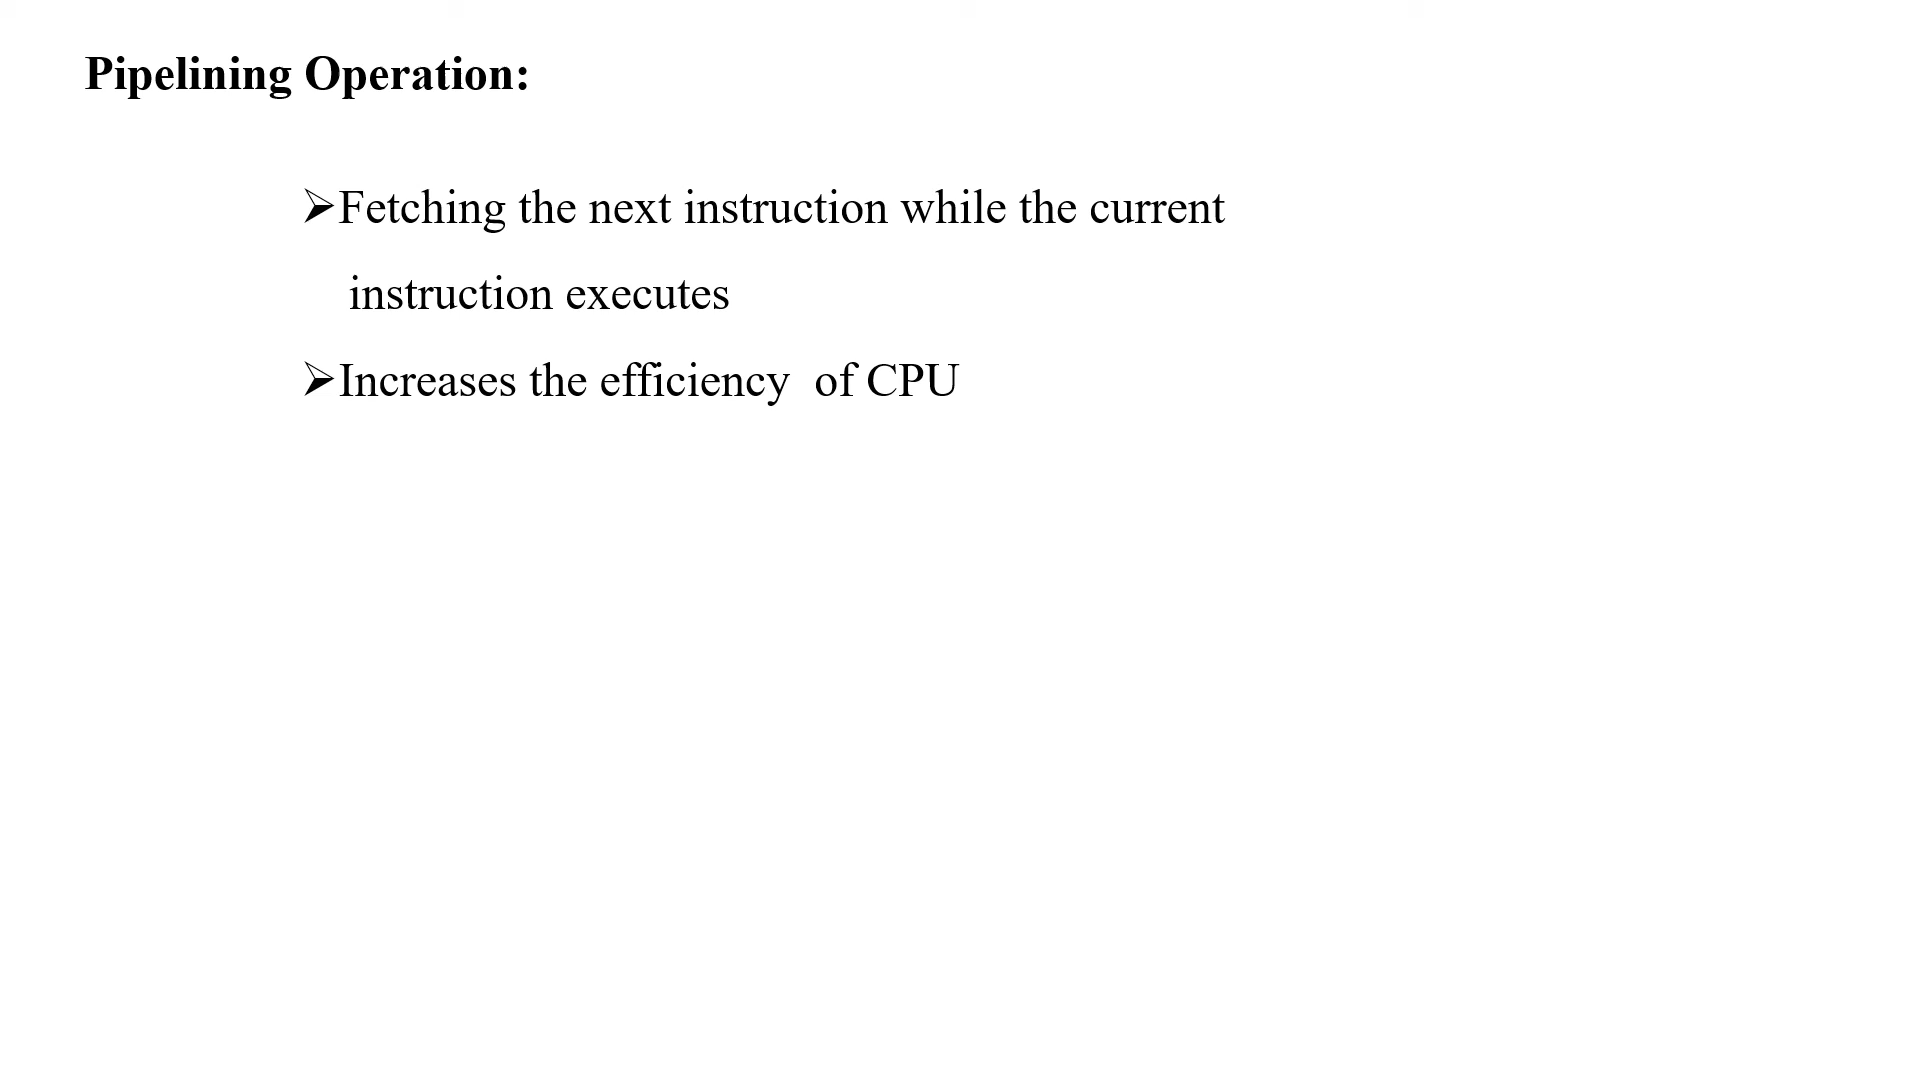 Pipelining Operation:
➢Fetching the next instruction while the current
instruction executes
➢Increases the efficiency  of CPU